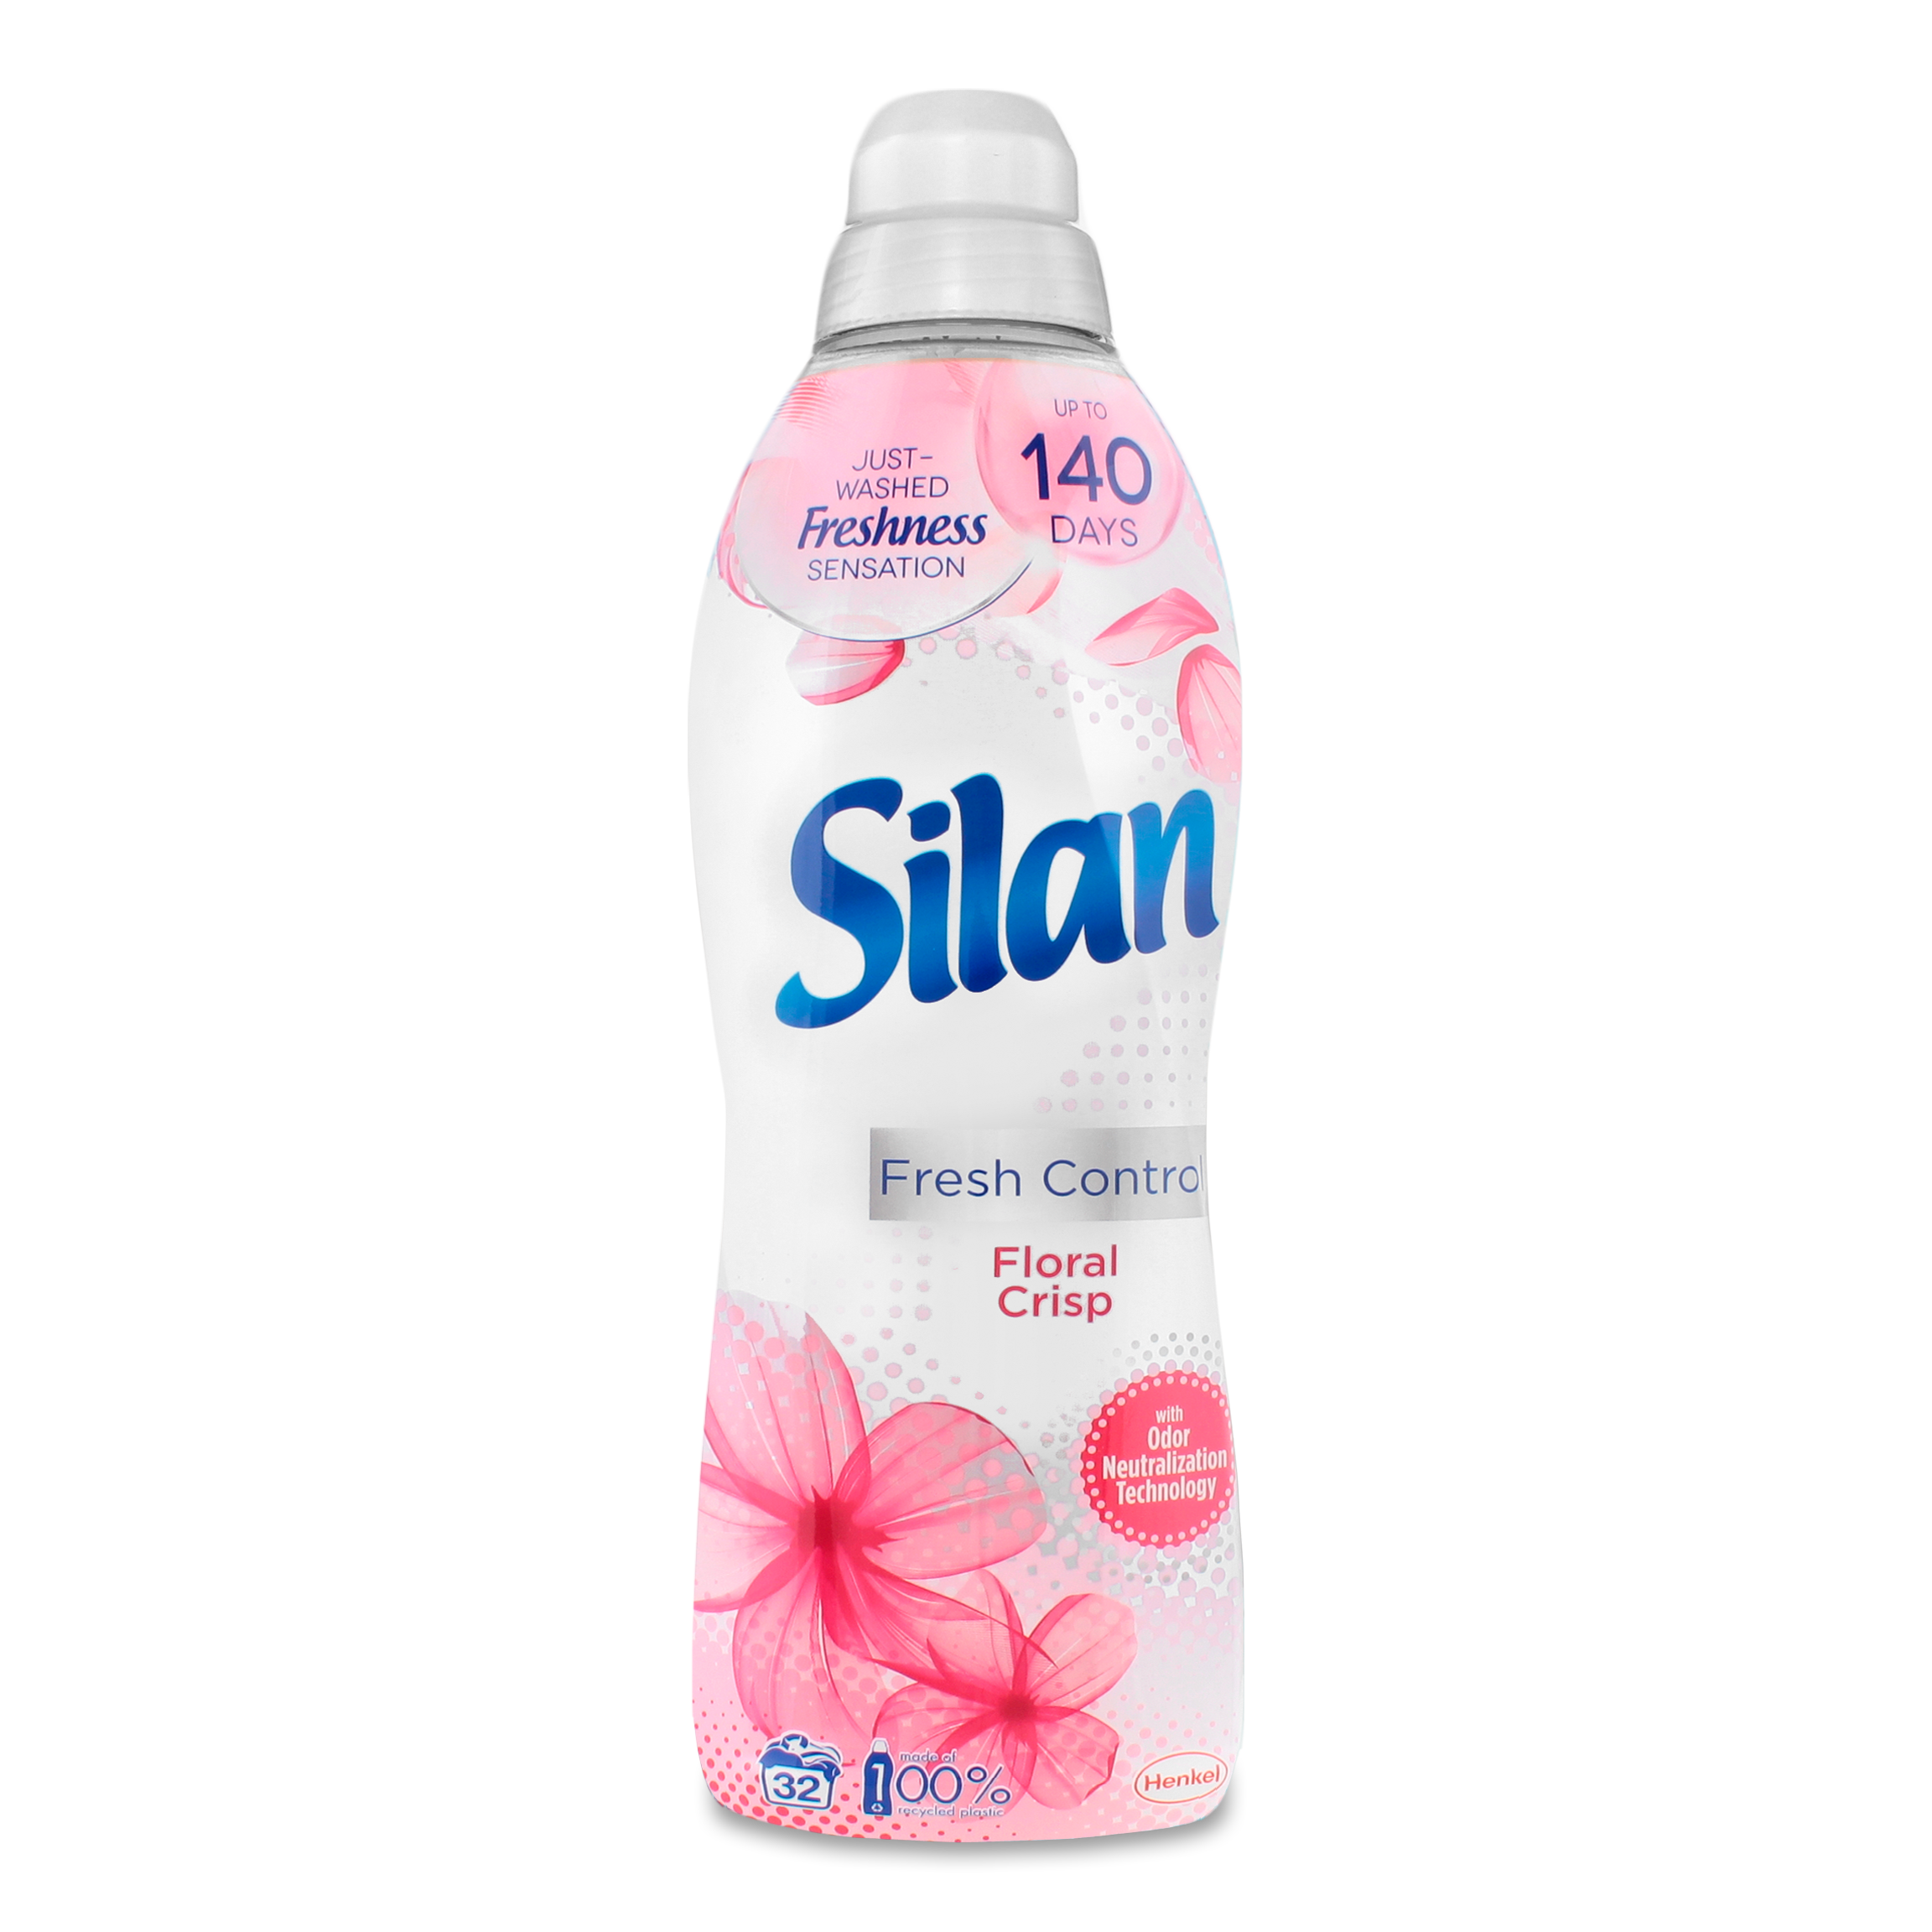 UP TO
140
DAYS
JUST-
WASHED
Freshness
SENSATION
Silan
Fresh Control
Floral
Crisp
with
Odor
Neutralization
Technology
32
made of
100%
recycled plastic
Henkel